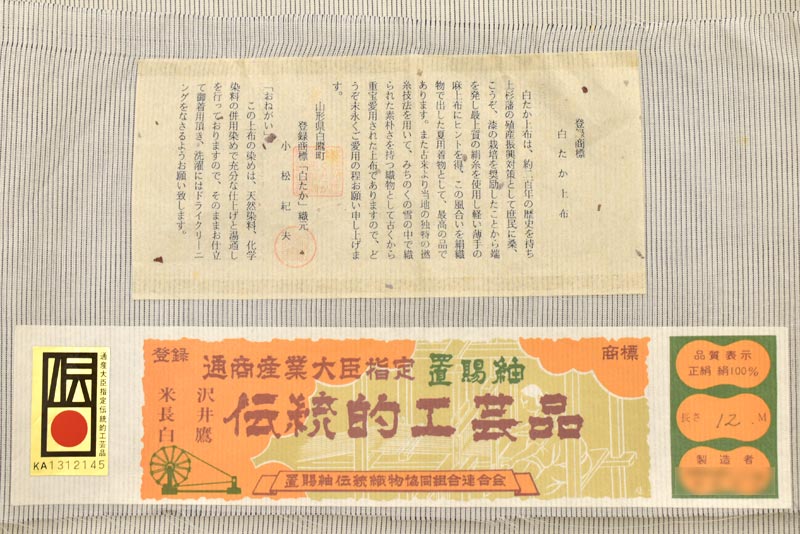 登録商標
白たか上布
白たか上布は、約三百年の歴史を持ち
上杉藩の殖産振興対策として庶民に桑、
こうぞ、漆の栽培を奨励したことから端
を発し最上質の絹糸を使用し軽い薄手の
麻上布にヒントを得、この風合いを絹織
物で出した夏川着物として、最高の品で
あります。また古来より当地の独特の撚
糸技法を用いて、みちのくの雪の中で織
られた素朴さを持つ織物として古くから
重宝愛用された上布でありますので、ど
うぞ末永くご愛用の程お願い申し上げま
す。
山形県白鷹町
登録商標「白たか」織元
小松紀夫
「おねがい」
この上布の染めは、天然染料、化学
染料の併用染めで充分な仕上げと湯通し
を行っておりますので、そのままお仕立
て御着用頂き、洗濯にはドライクリーニ
ングをなさるようお願い致します。
通産大臣指定伝統的工芸品
伝
KA1312145
登録
商標
通商産業大臣指定 置賜紬
伝統的工芸品
米沢
長井
白鷹
置賜紬伝統織物協同組合連合会
品質表示
正絹 絹100%
長さ 12.M
製造者